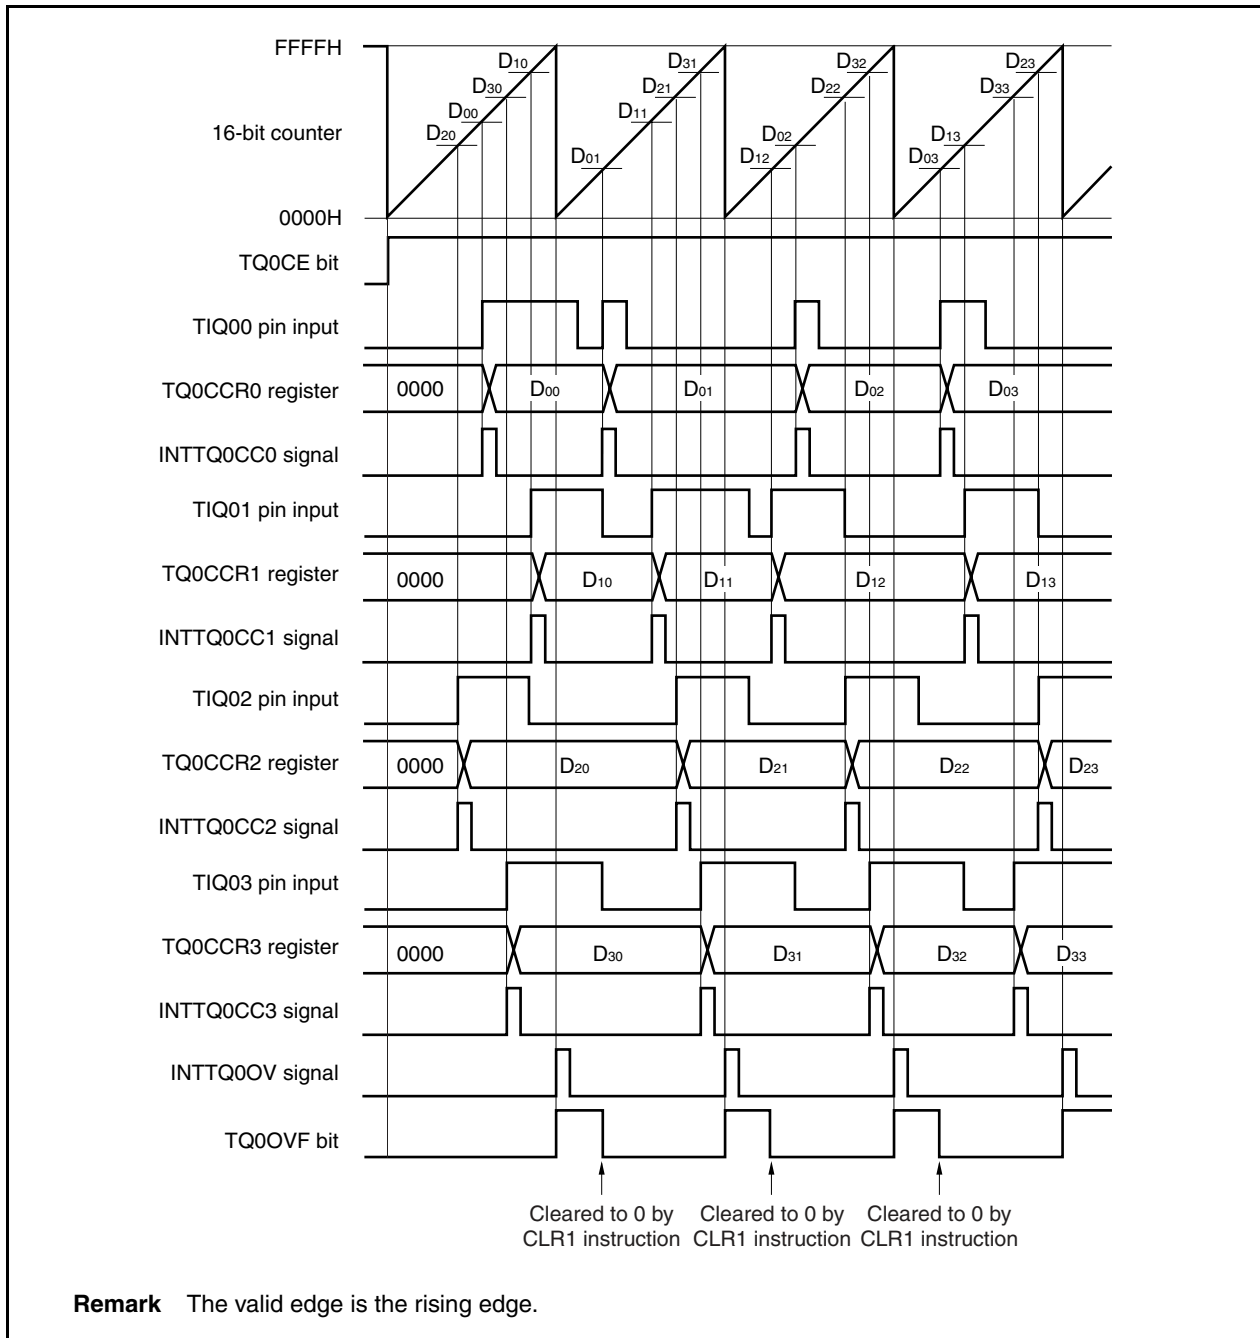 FFFFH
D10
D31
D32
D23
D30
D21
D22
D33
D00
D11
16-bit counter
D20
D02
D13
D01
D12
D03
0000H
TQ0CE bit
TIQ00 pin input
TQ0CCR0 register
0000
D00
D01
D02
D03
INTTQ0CC0 signal
TIQ01 pin input
TQ0CCR1 register
0000
D10
D11
D12
D13
INTTQ0CC1 signal
TIQ02 pin input
TQ0CCR2 register
0000
D20
D21
D22
D23
INTTQ0CC2 signal
TIQ03 pin input
TQ0CCR3 register
0000
D30
D31
D32
D33
INTTQ0CC3 signal
INTTQ0OV signal
TQ0OVF bit
Cleared to 0 by
CLR1 instruction
Cleared to 0 by
CLR1 instruction
Cleared to 0 by
CLR1 instruction
Remark The valid edge is the rising edge.